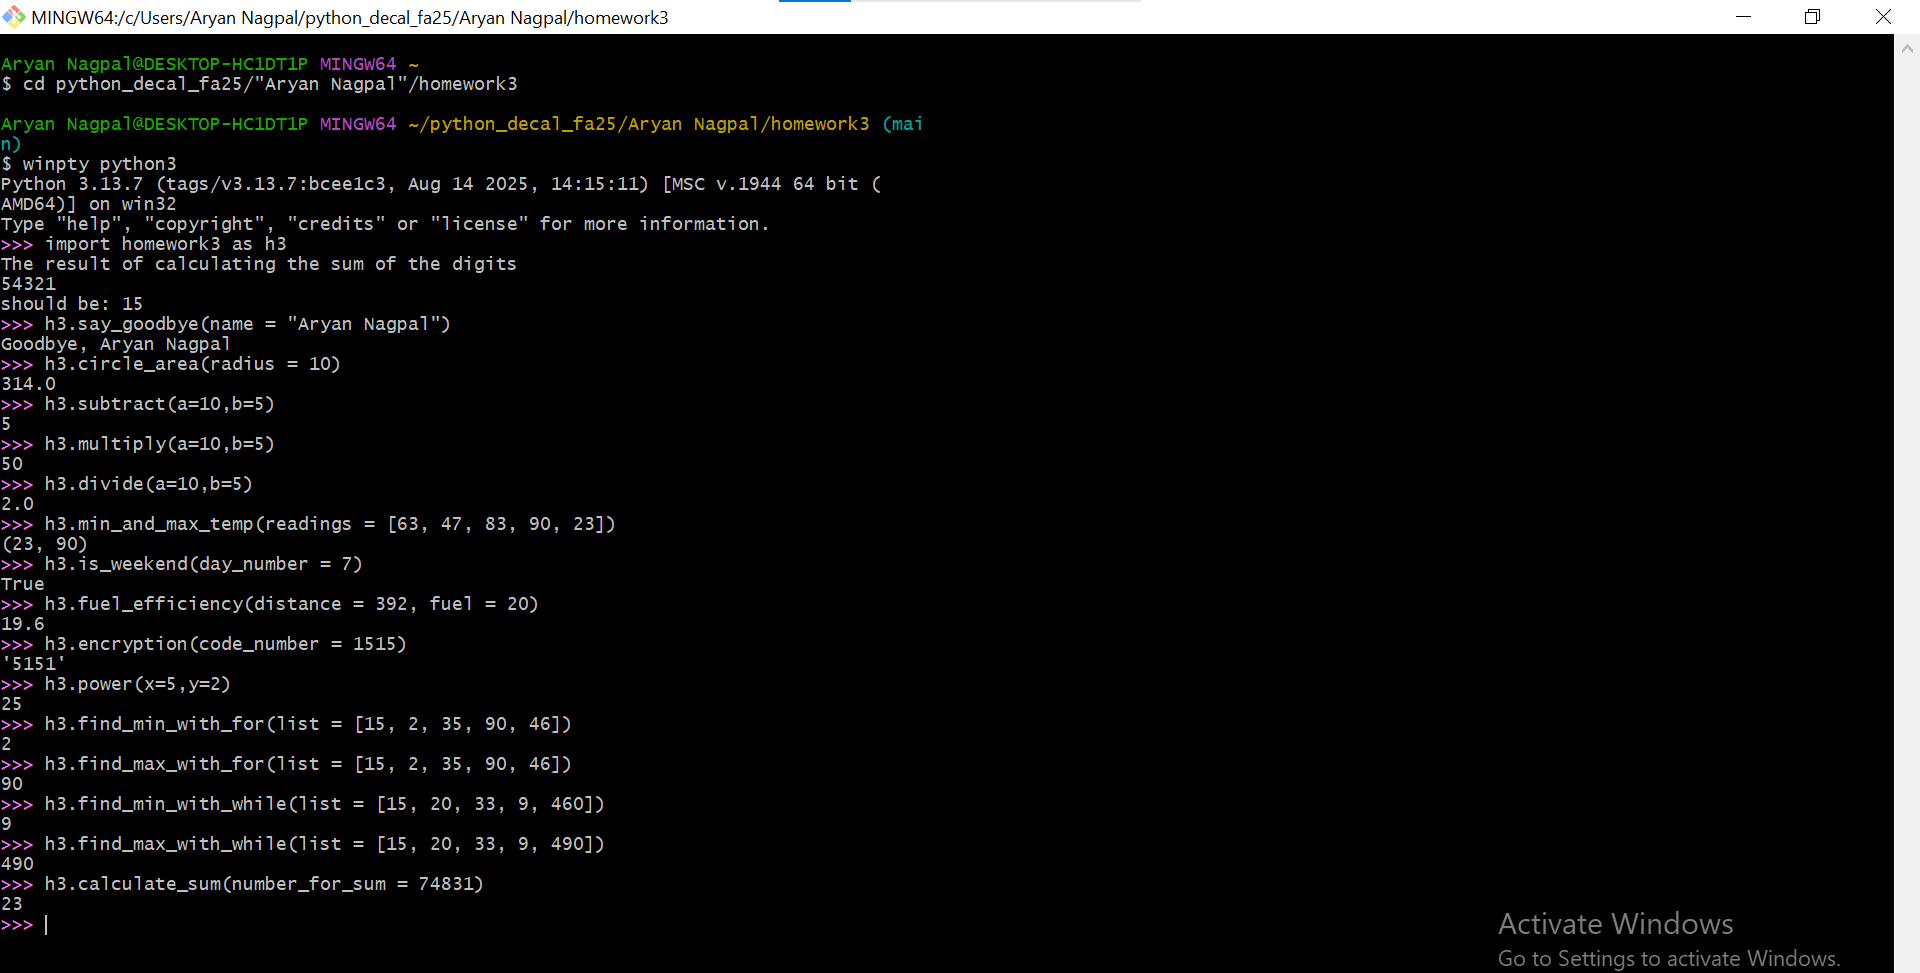 MINGW64:/c/Users/Aryan Nagpal/python_decal_fa25/Aryan Nagpal/homework3
Aryan Nagpal@DESKTOP-HC1DT1P MINGW64 ~
$ cd python_decal_fa25/"Aryan Nagpal"/homework3
Aryan Nagpal@DESKTOP-HC1DT1P MINGW64 ~/python_decal_fa25/Aryan Nagpal/homework3 (mai
n)
$ winpty python3
Python 3.13.7 (tags/v3.13.7:bcee1c3, Aug 14 2025, 14:15:11) [MSC v.1944 64 bit (
AMD64)] on win32
Type "help", "copyright", "credits" or "license" for more information.
>>> import homework3 as h3
The result of calculating the sum of the digits
54321
should be: 15
>>> h3.say_goodbye(name = "Aryan Nagpal")
Goodbye, Aryan Nagpal
>>> h3.circle_area(radius = 10)
314.0
>>> h3.subtract(a=10,b=5)
5
>>> h3.multiply(a=10,b=5)
50
>>> h3.divide(a=10,b=5)
2.0
>>> h3.min_and_max_temp(readings = [63, 47, 83, 90, 23])
(23, 90)
>>> h3.is_weekend(day_number = 7)
True
>>> h3.fuel_efficiency(distance = 392, fuel = 20)
19.6
>>> h3.encryption(code_number = 1515)
'5151'
>>> h3.power(x=5,y=2)
25
>>> h3.find_min_with_for(list = [15, 2, 35, 90, 46])
2
>>> h3.find_max_with_for(list = [15, 2, 35, 90, 46])
90
>>> h3.find_min_with_while(list = [15, 20, 33, 9, 460])
9
>>> h3.find_max_with_while(list = [15, 20, 33, 9, 490])
490
>>> h3.calculate_sum(number_for_sum = 74831)
23
>>>
Activate Windows
Go to Settings to activate Windows.